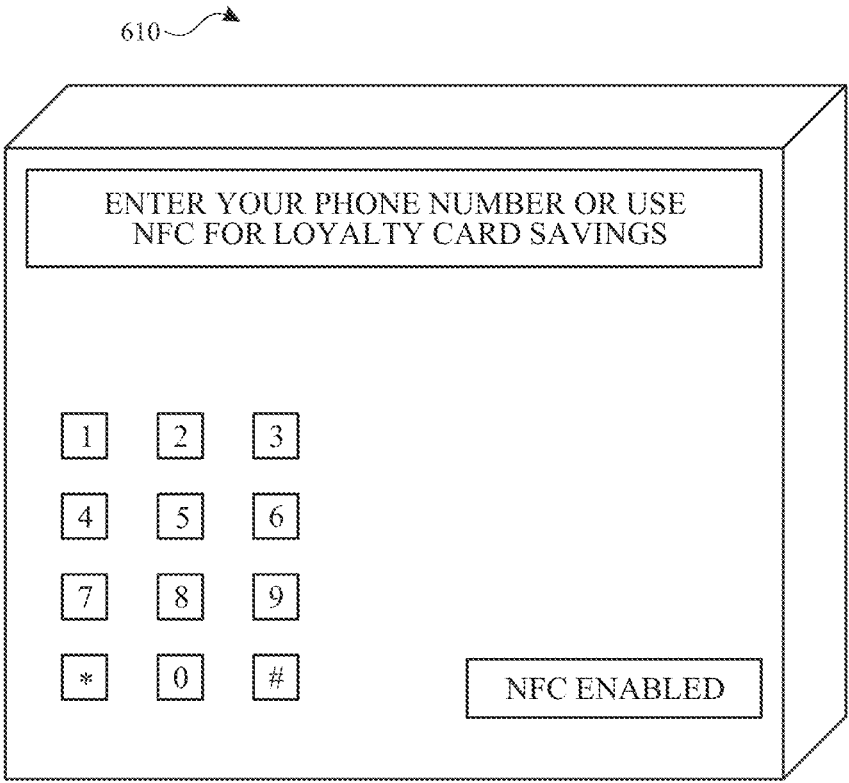 610
ENTER YOUR PHONE NUMBER OR USE
NFC FOR LOYALTY CARD SAVINGS
1 2 3
4 5 6
7 8 9
* 0 #
NFC ENABLED